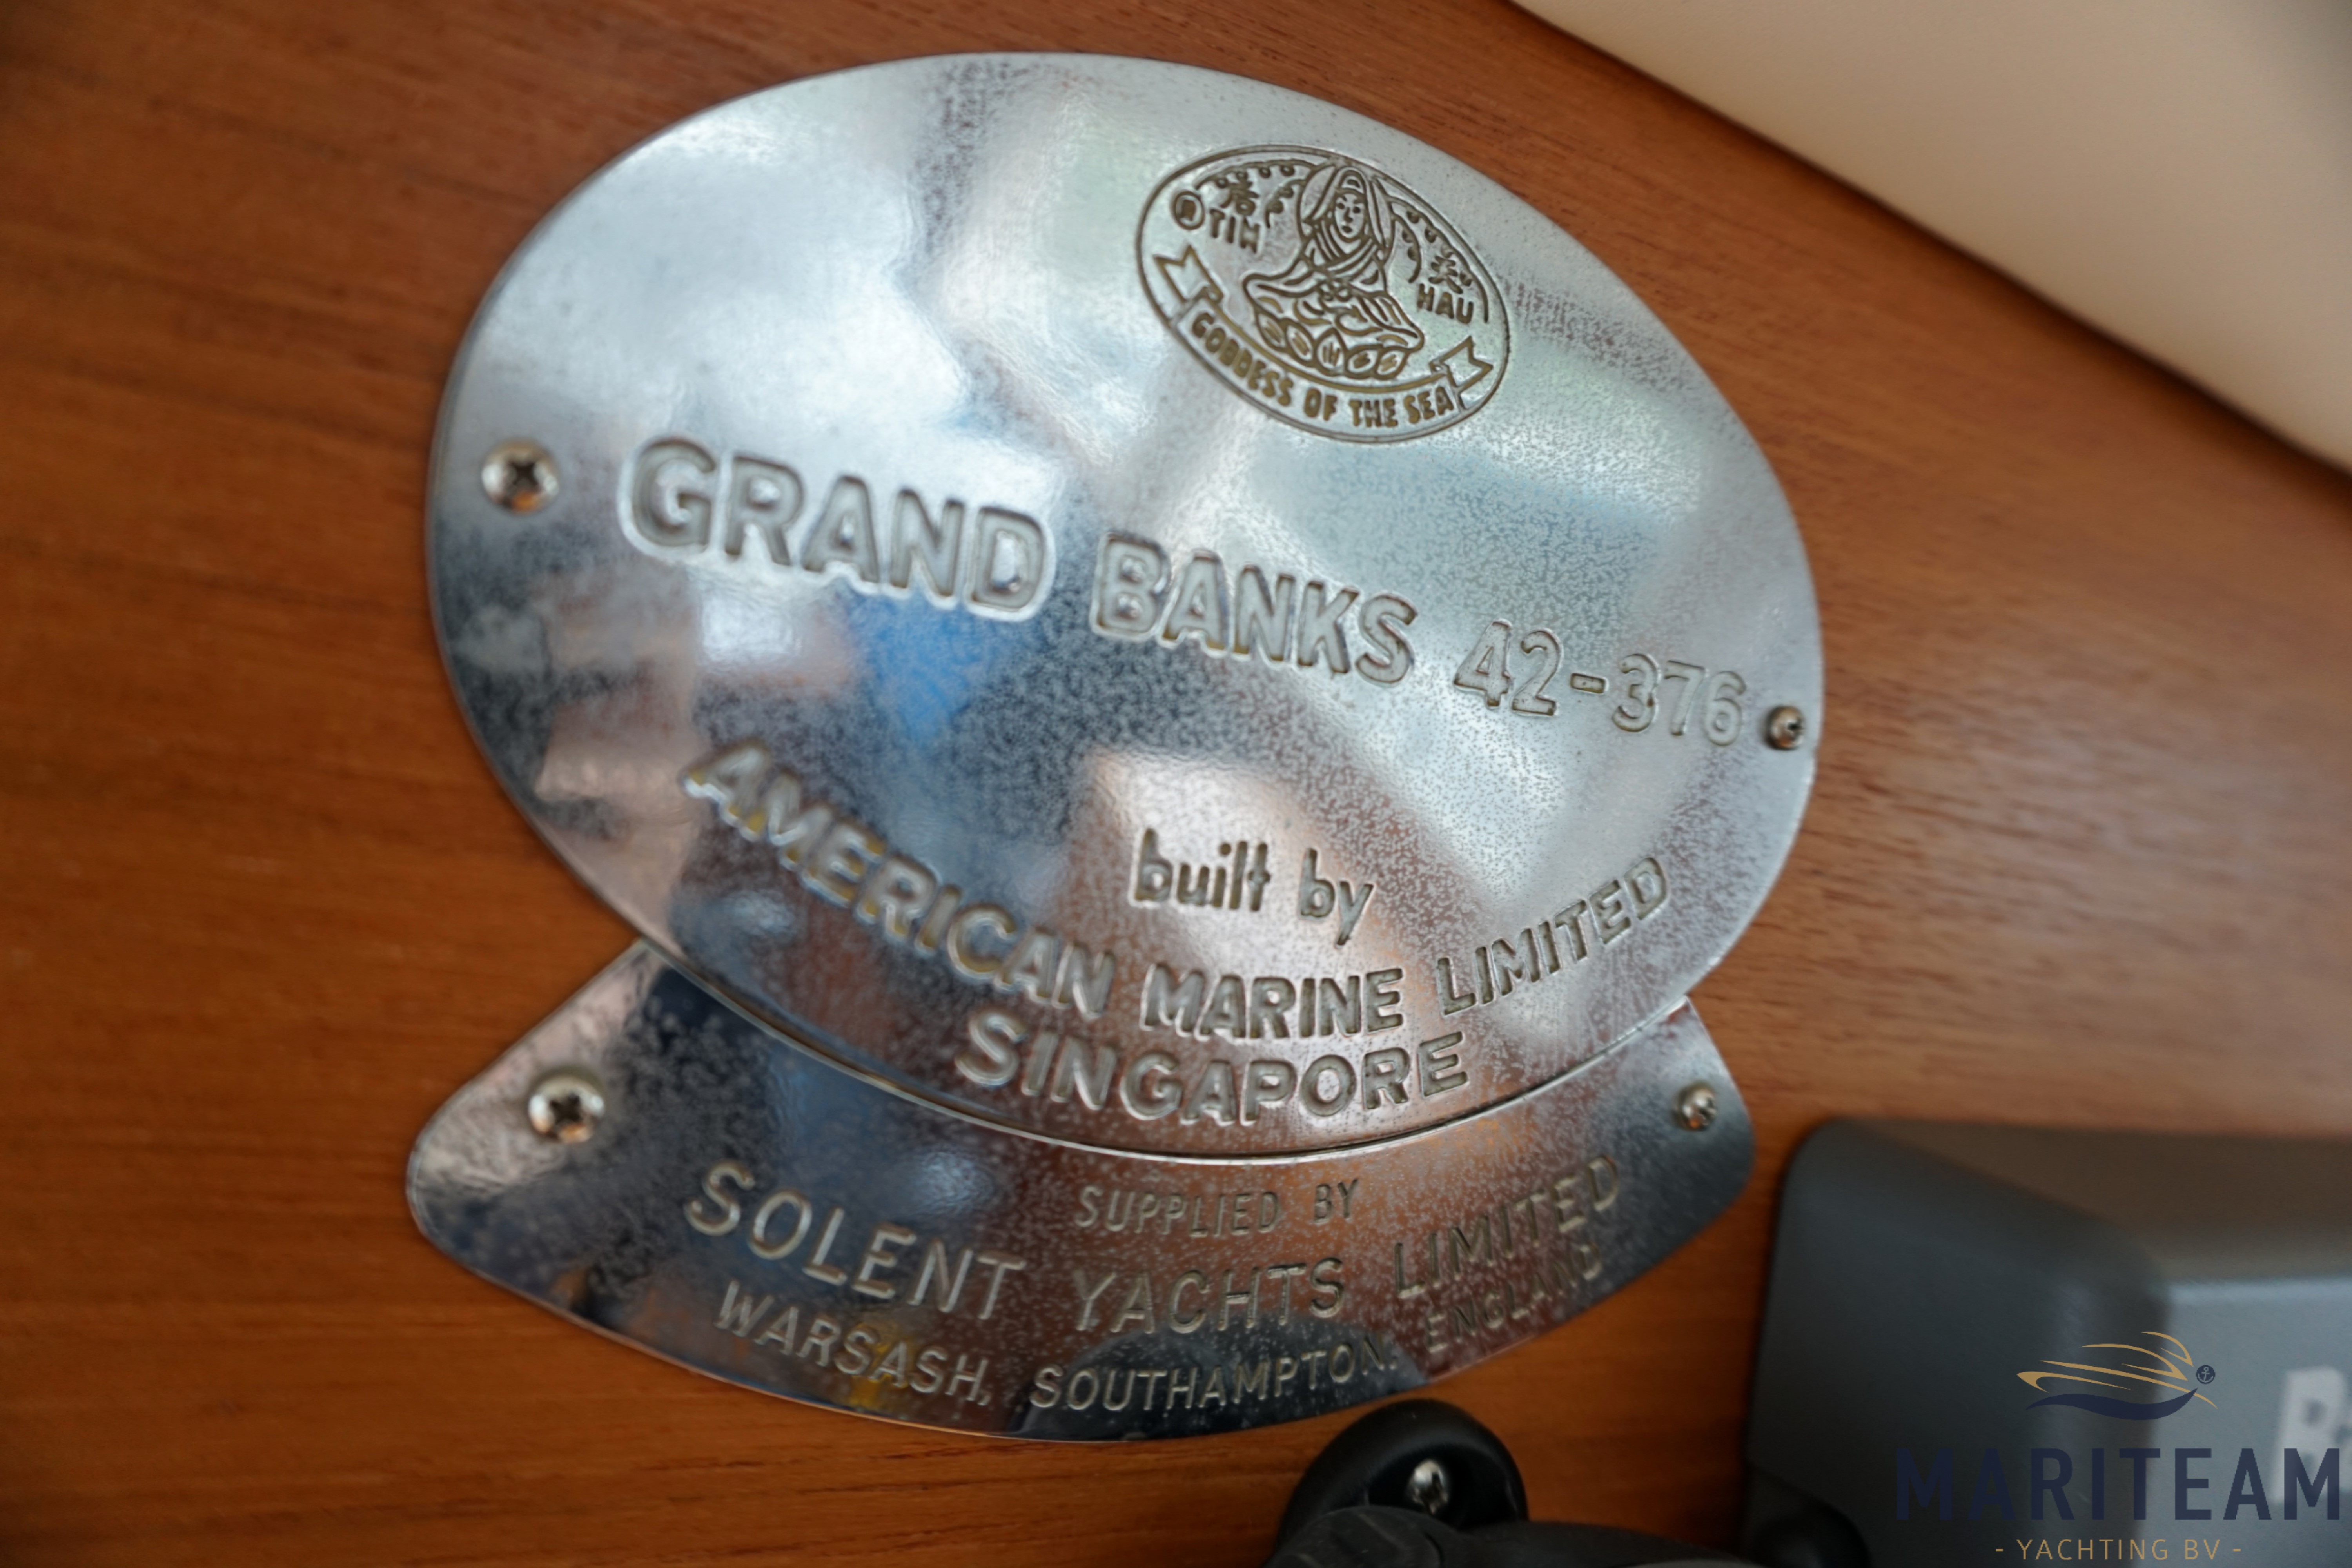 ® TIN HAU
GODDESS OF THE SEA
GRAND BANKS 42-376
built by
AMERICAN MARINE LIMITED
SINGAPORE
SUPPLIED BY
SOLENT YACHTS LIMITED
WARSASH, SOUTHAMPTON, ENGLAND
MARITEAM
- YACHTING BV -